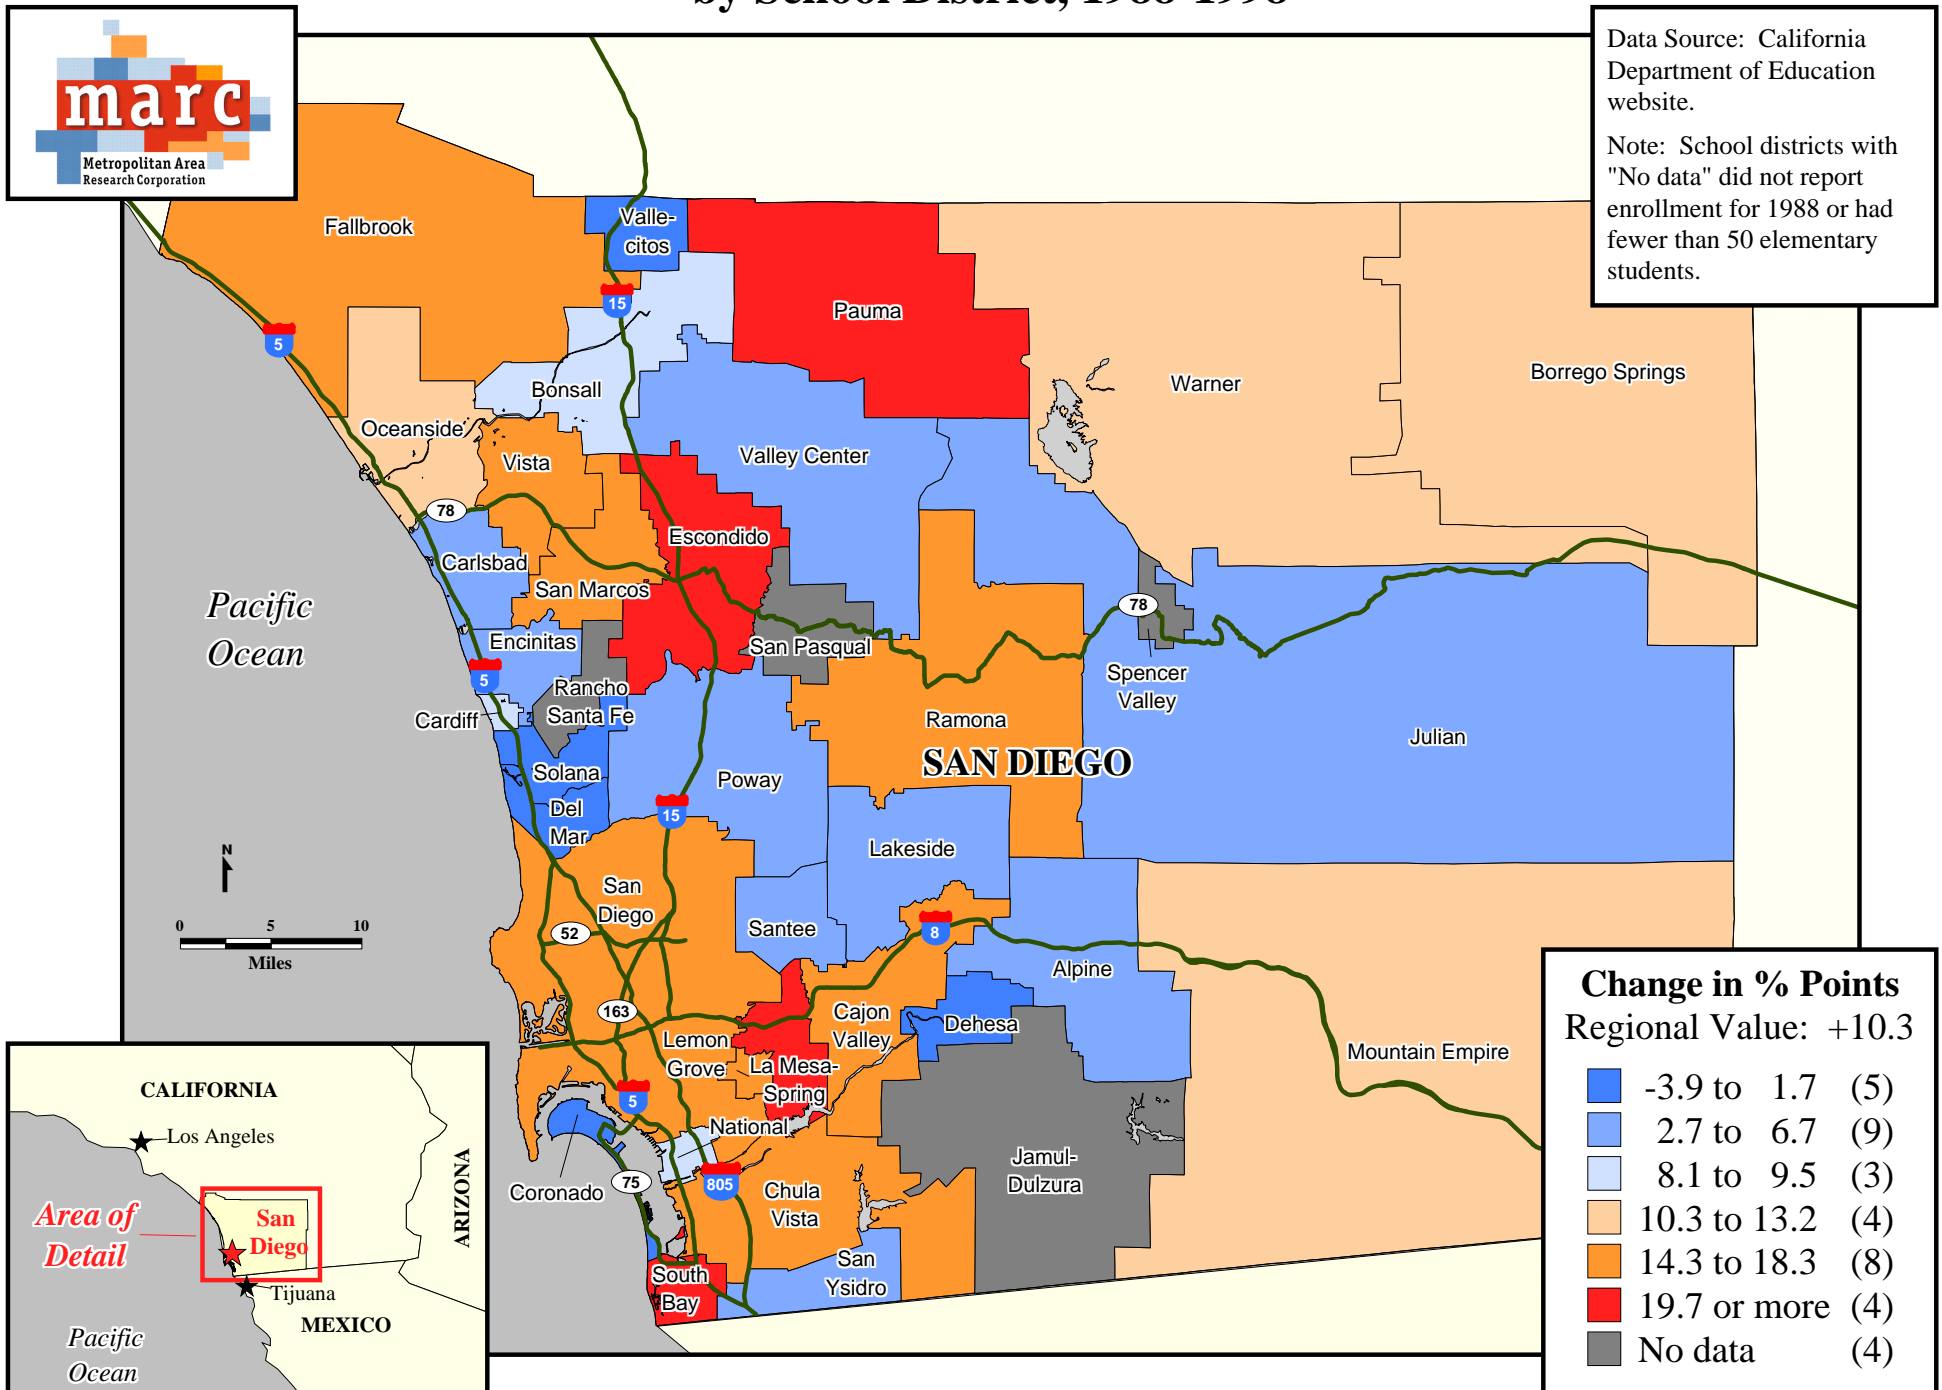 by School District, 1988-1998
marc
Metropolitan Area
Research Corporation
Data Source: California
Department of Education
website.
Note: School districts with
"No data" did not report
enrollment for 1988 or had
fewer than 50 elementary
students.
Fallbrook
Valle-
citos
15
Pauma
5
Warner
Borrego Springs
Bonsall
Oceanside
Vista
Valley Center
78
Escondido
Carlsbad
San Marcos
Pacific
Ocean
78
Encinitas
San Pasqual
5
Rancho
Santa Fe
Spencer
Valley
Cardiff
Ramona
Julian
SAN DIEGO
Solana
Poway
Del
Mar
15
Lakeside
N
San
Diego
0 5 10
Miles
52
Santee
8
Alpine
163
Cajon
Valley
Dehesa
Lemon
Grove
La Mesa-
Spring
Mountain Empire
5
National
Coronado
75
805
Chula
Vista
Jamul-
Dulzura
San
Ysidro
South
Bay
CALIFORNIA
Los Angeles
ARIZONA
Area of
Detail
San
Diego
Tijuana
MEXICO
Pacific
Ocean
Change in % Points
Regional Value: +10.3
-3.9 to 1.7 (5)
2.7 to 6.7 (9)
8.1 to 9.5 (3)
10.3 to 13.2 (4)
14.3 to 18.3 (8)
19.7 or more (4)
No data (4)